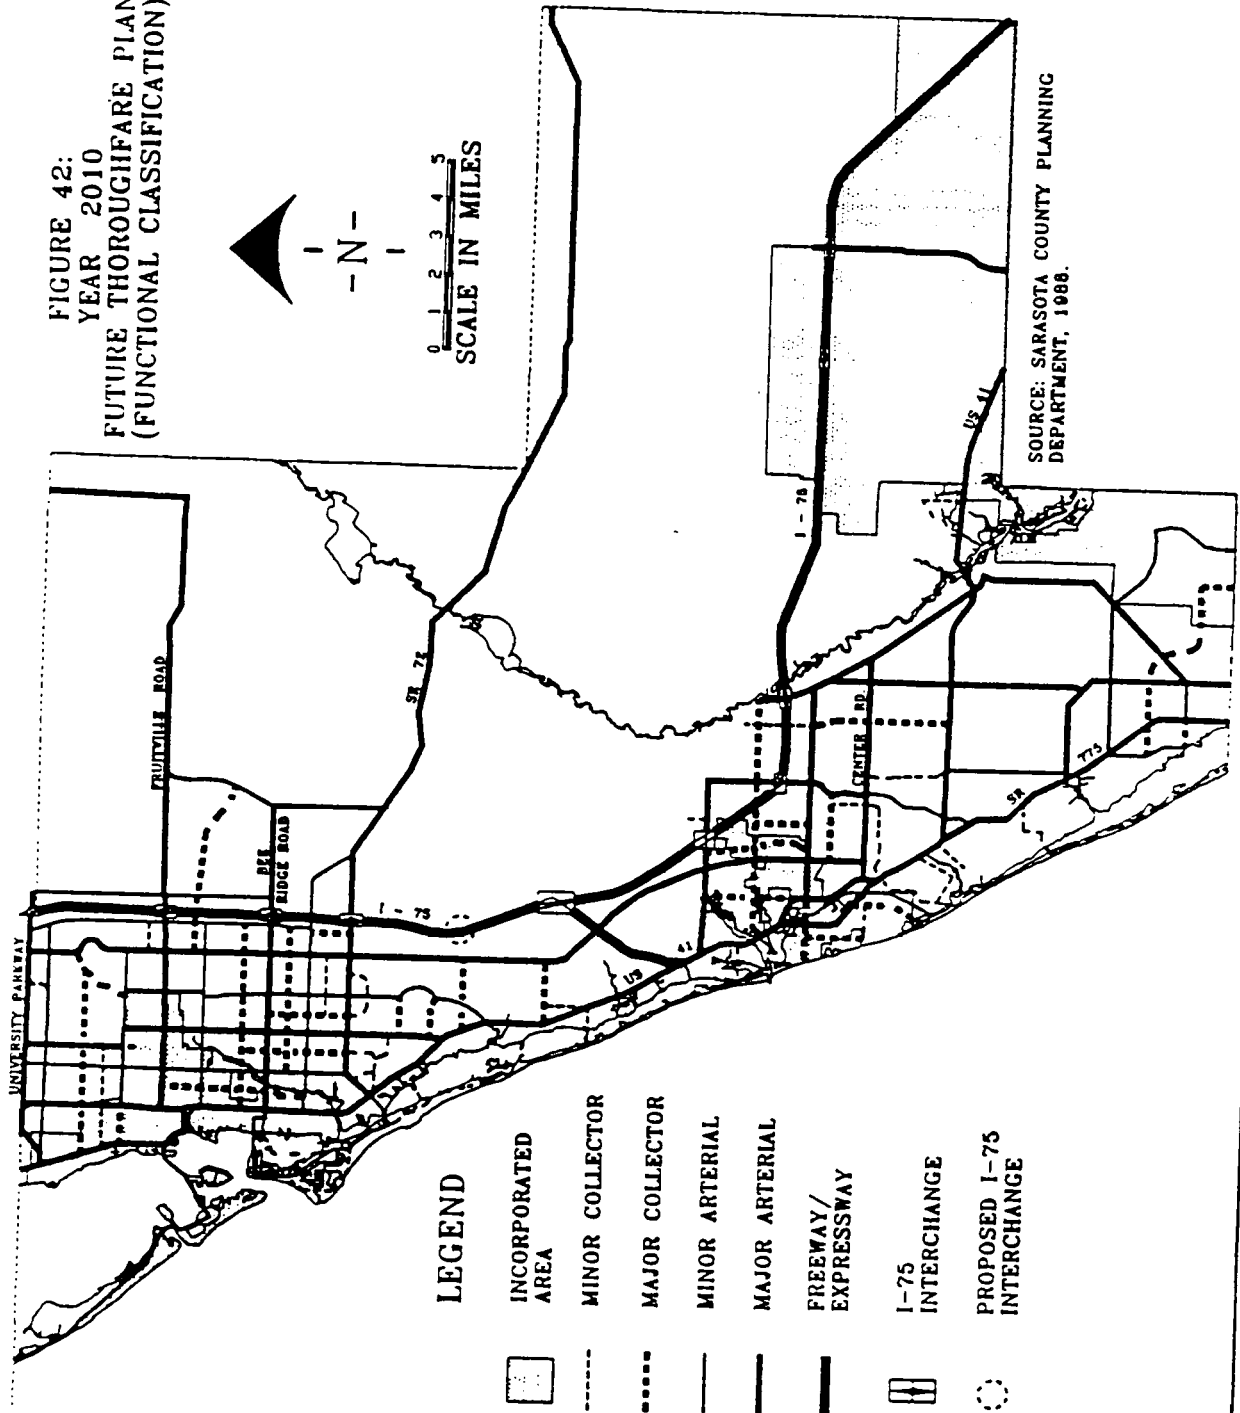 FIGURE 42:
YEAR 2010
FUTURE THOROUGHFARE PLAN
(FUNCTIONAL CLASSIFICATION)
-N-
0 1 2 3 4 5
SCALE IN MILES
UNIVERSITY PARKWAY
FRUITVILLE ROAD
BEE
RIDGE ROAD
SR 72
I-75
US 41
I-75
CENTER RD
US 41
SR 775
SOURCE: SARASOTA COUNTY PLANNING
DEPARTMENT, 1988.
LEGEND
INCORPORATED
AREA
MINOR COLLECTOR
MAJOR COLLECTOR
MINOR ARTERIAL
MAJOR ARTERIAL
FREEWAY/
EXPRESSWAY
I-75
INTERCHANGE
PROPOSED I-75
INTERCHANGE